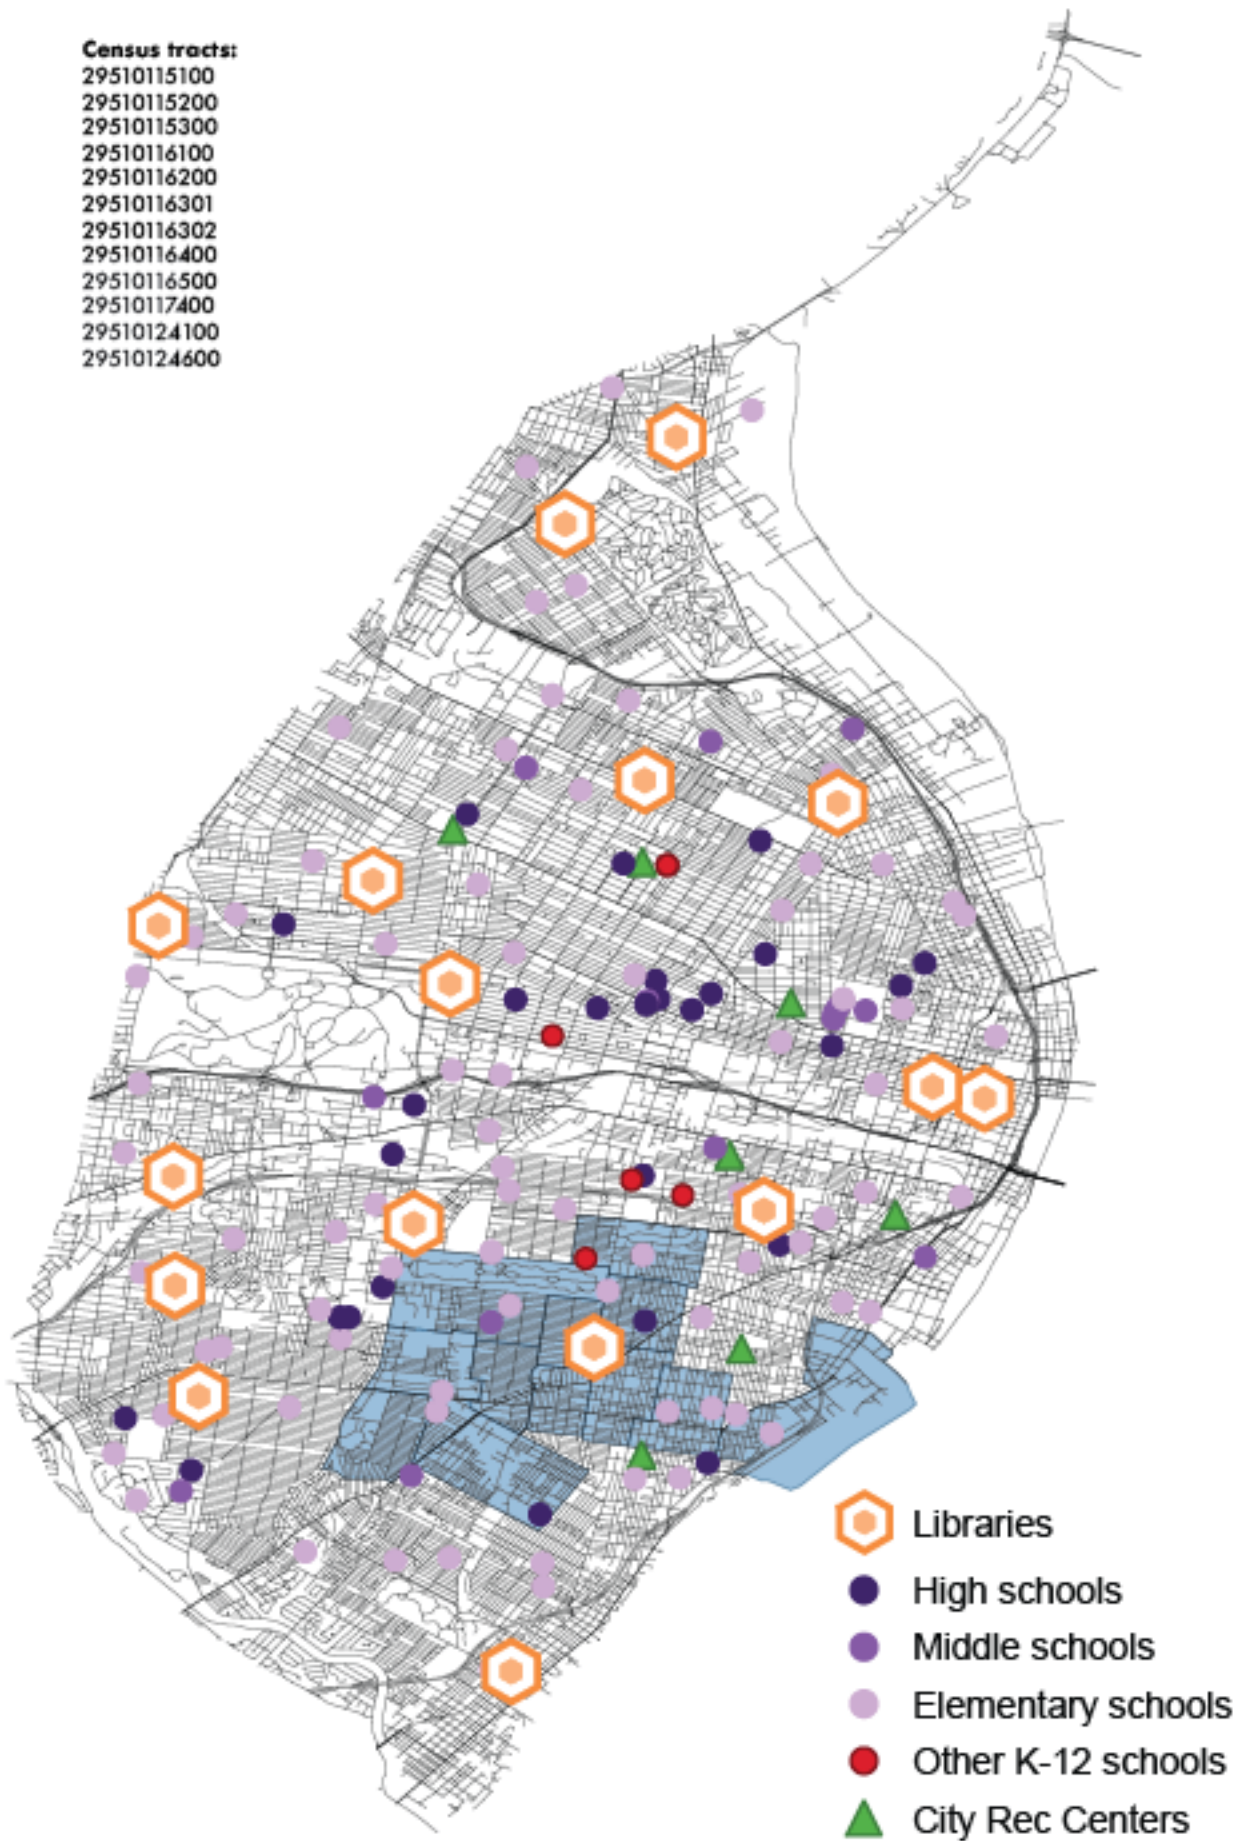 Census tracts:
29510115100
29510115200
29510115300
29510116100
29510116200
29510116301
29510116302
29510116400
29510116500
29510117400
29510124100
29510124600
Libraries
High schools
Middle schools
Elementary schools
Other K-12 schools
City Rec Centers